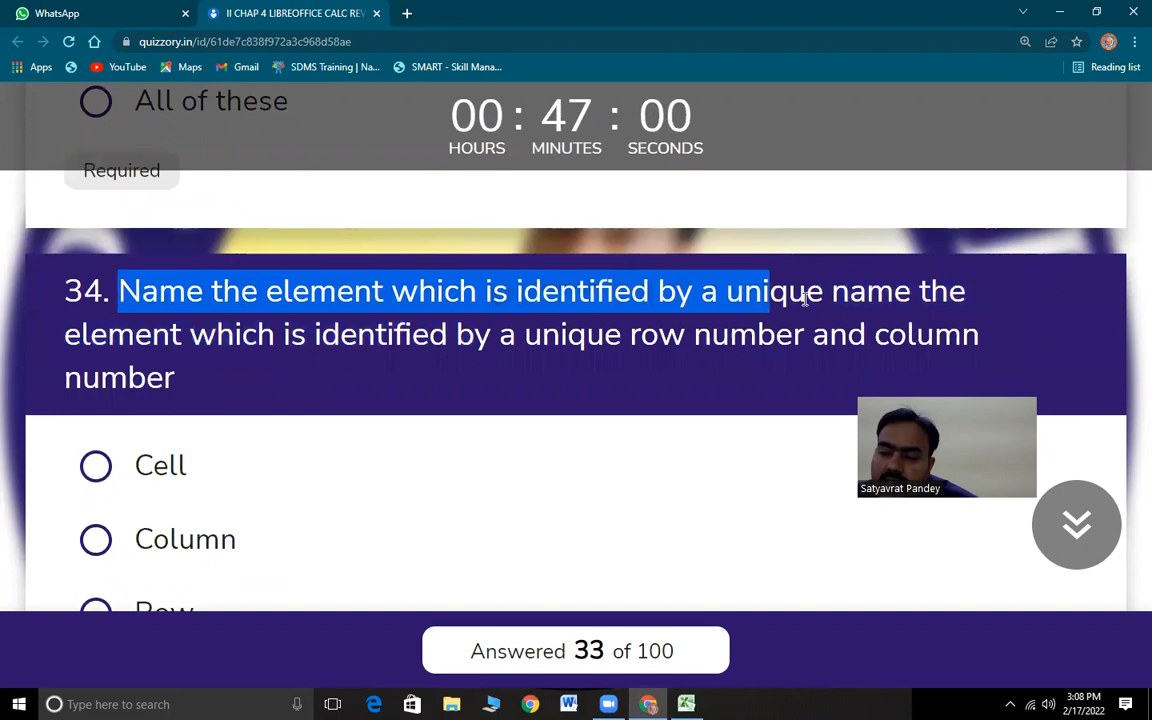 WhatsApp
II CHAP 4 LIBREOFFICE CALC REV
quizzory.in/id/61de7c838f972a3c968d58ae
Apps
YouTube
Maps
Gmail
SDMS Training | Na...
SMART - Skill Mana...
Reading list
All of these
00 : 47 : 00
HOURS MINUTES SECONDS
Required
34. Name the element which is identified by a unique name the
element which is identified by a unique row number and column
number
Cell
Satyavrat Pandey
Column
Row
Answered 33 of 100
Type here to search
3:08 PM
2/17/2022